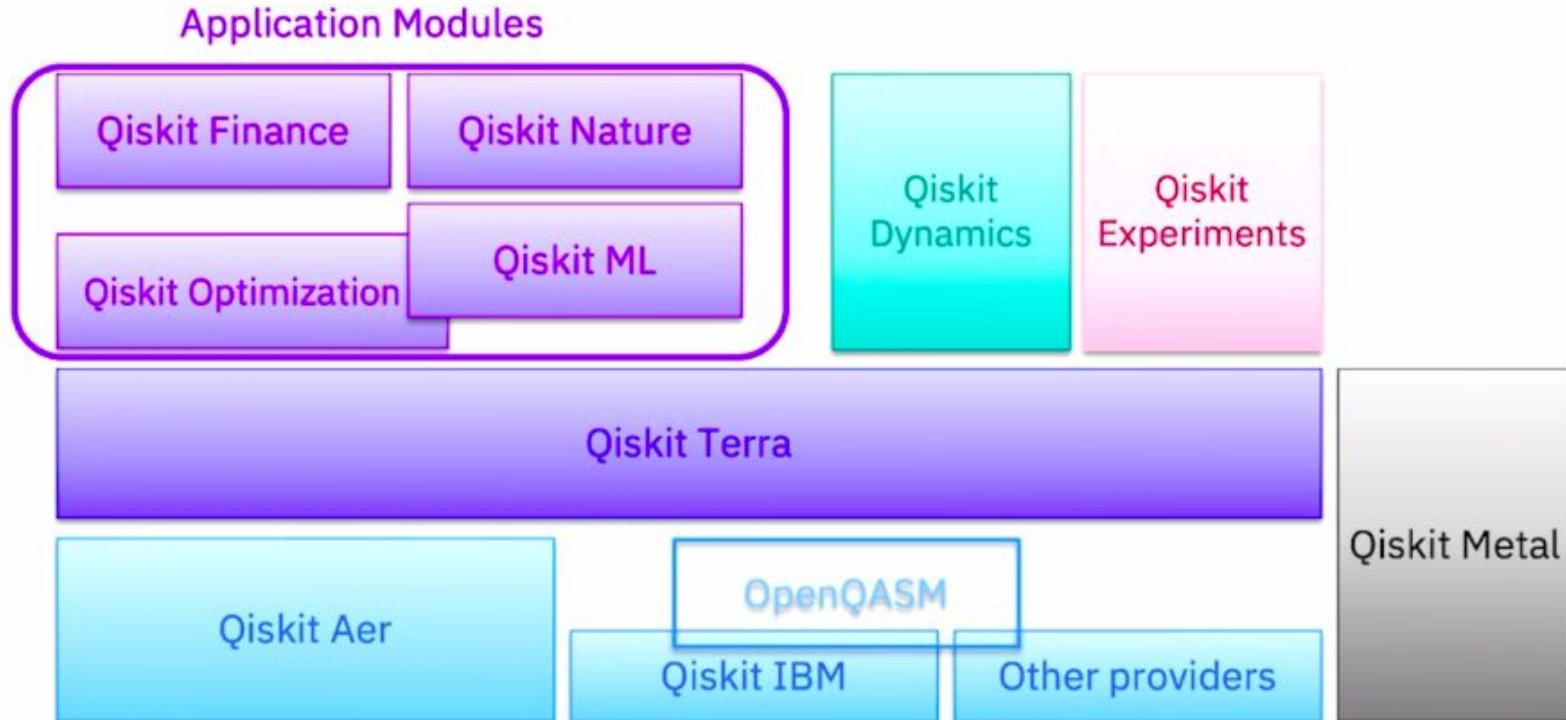 Application Modules
Qiskit Finance
Qiskit Nature
Qiskit Optimization
Qiskit ML
Qiskit
Dynamics
Qiskit
Experiments
Qiskit Terra
Qiskit Metal
Qiskit Aer
OpenQASM
Qiskit IBM
Other providers